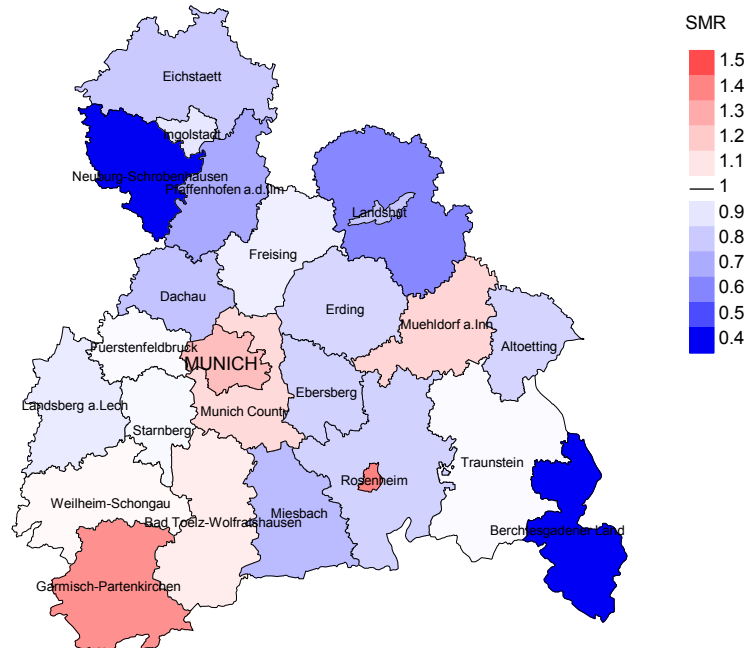 SMR
1.5
1.4
1.3
1.2
1.1
1
0.9
0.8
0.7
0.6
0.5
0.4
Eichstaett
Ingolstadt
Neuburg-Schrobenhausen
Pfaffenhofen a.d.Ilm
Landshut
Freising
Dachau
Erding
Muehldorf a.Inn
Altoetting
Fuerstenfeldbruck
MUNICH
Ebersberg
Landsberg a.Lech
Munich County
Starnberg
Traunstein
Rosenheim
Weilheim-Schongau
Miesbach
Bad Toelz-Wolfratshausen
Berchtesgadener Land
Garmisch-Partenkirchen